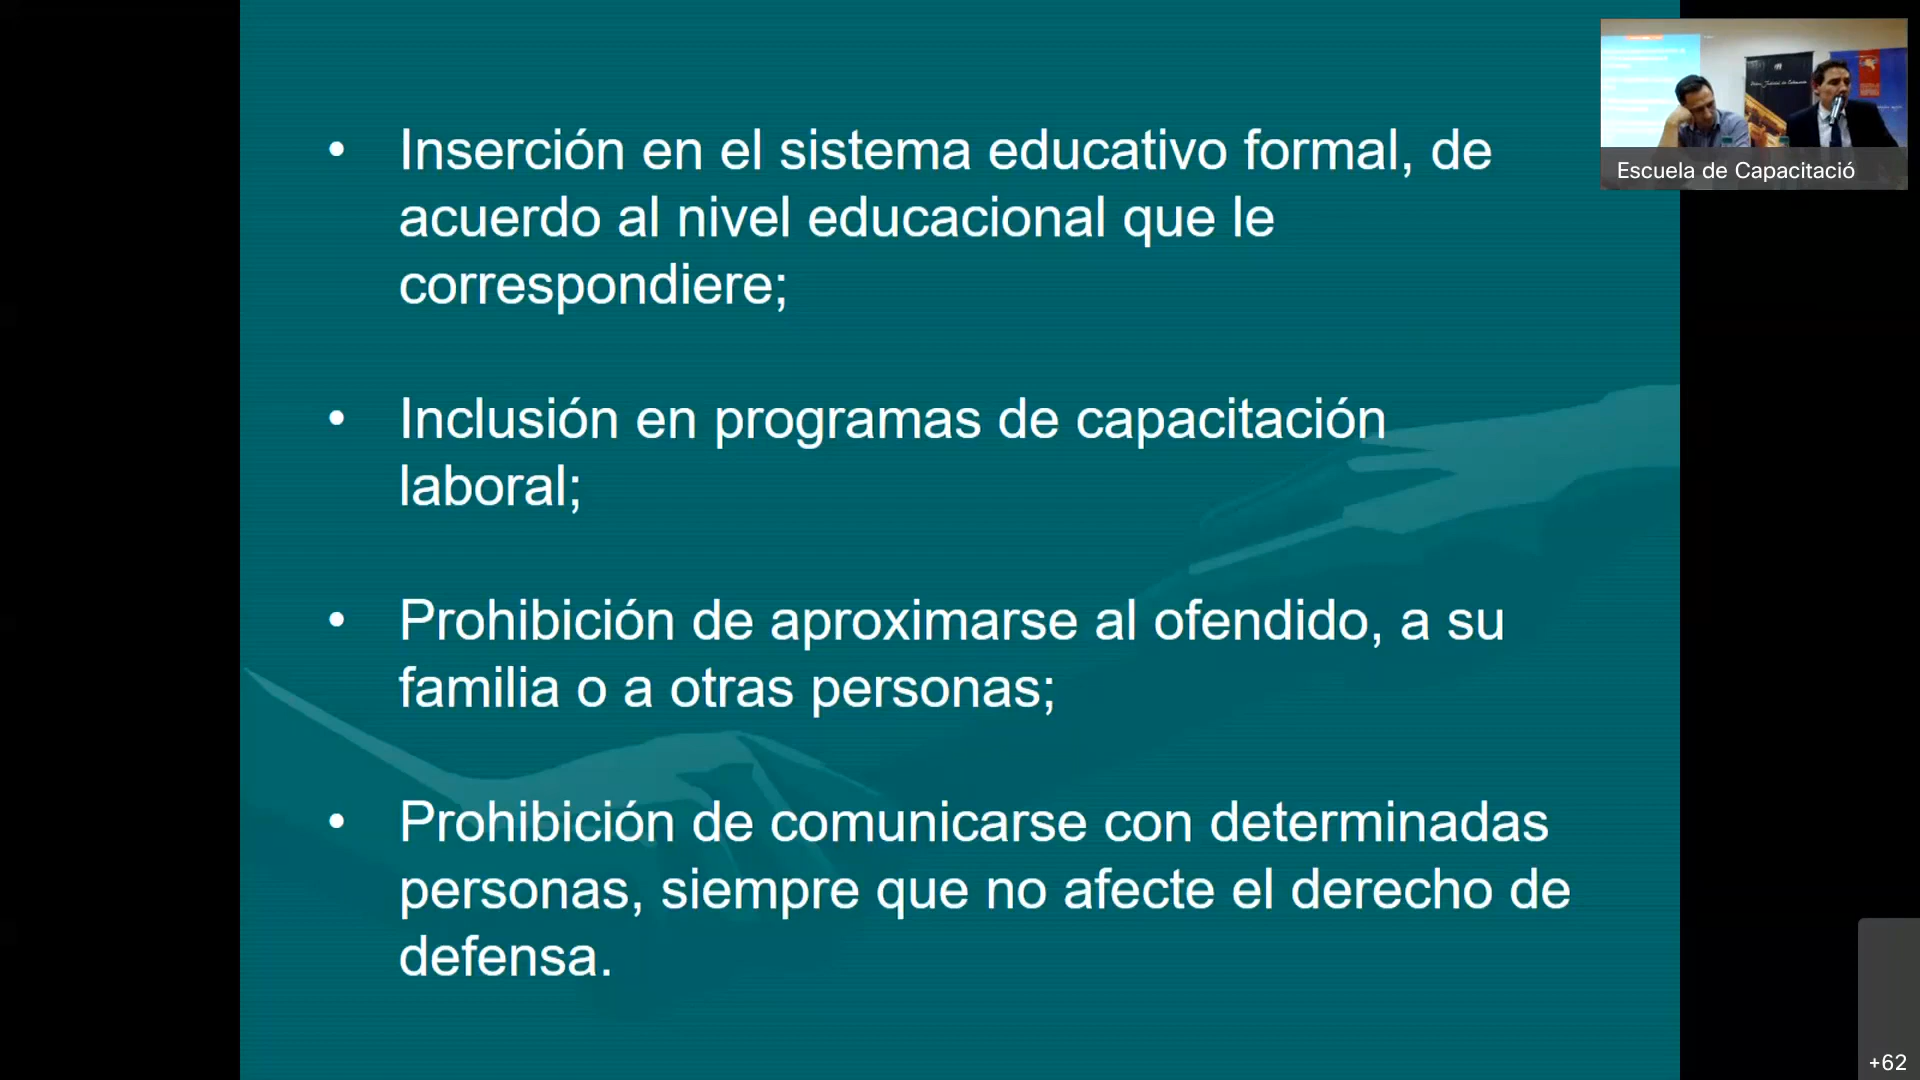 • Inserción en el sistema educativo formal, de
acuerdo al nivel educacional que le
correspondiere;
• Inclusión en programas de capacitación
laboral;
• Prohibición de aproximarse al ofendido, a su
familia o a otras personas;
• Prohibición de comunicarse con determinadas
personas, siempre que no afecte el derecho de
defensa.
Escuela de Capacitació
+62